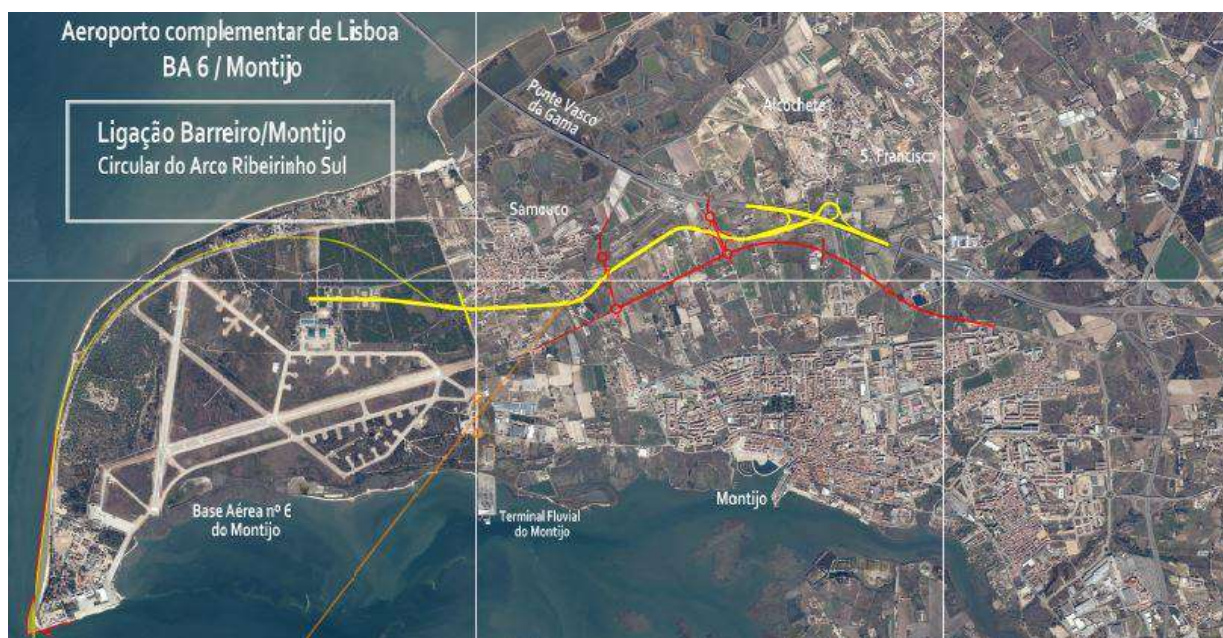 Aeroporto complementar de Lisboa
BA 6 / Montijo
Ligação Barreiro/Montijo
Circular do Arco Ribeirinho Sul
Ponte Vasco
da Gama
Alcochete
S. Francisco
Samouco
Base Aérea nº 6
do Montijo
Terminal Fluvial
do Montijo
Montijo